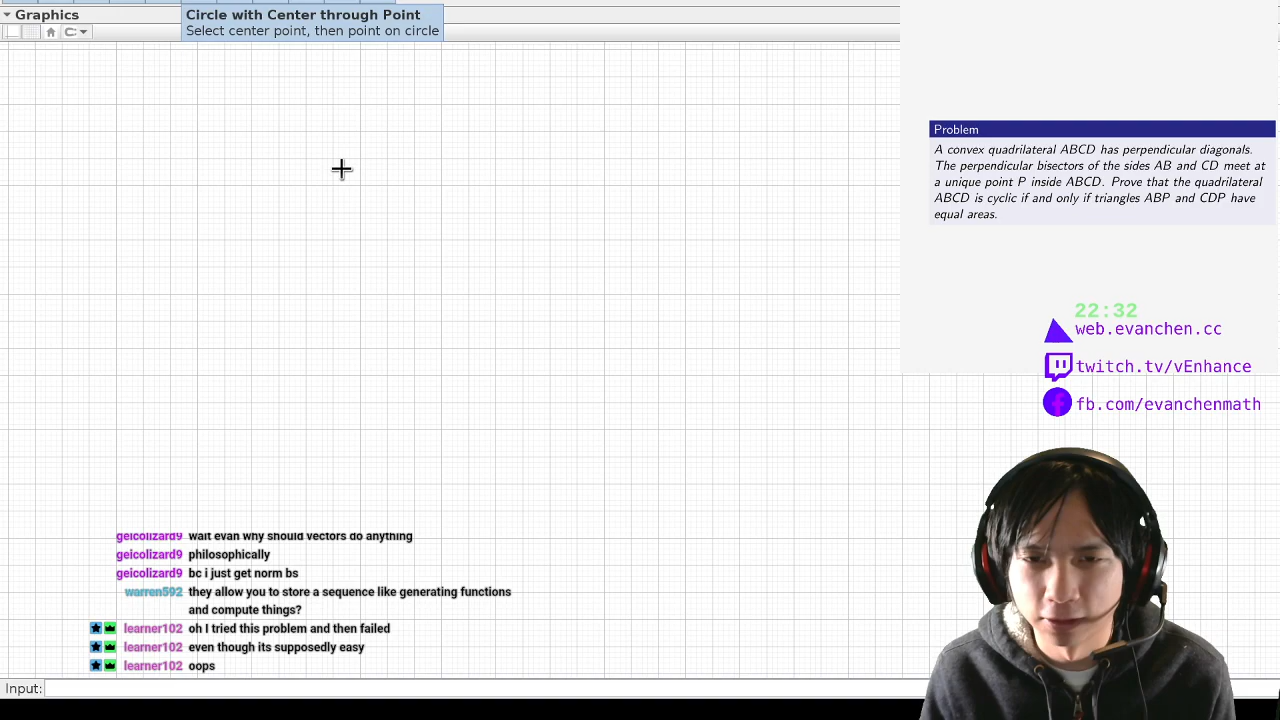 Graphics
Circle with Center through Point
Select center point, then point on circle
Problem
A convex quadrilateral ABCD has perpendicular diagonals.
The perpendicular bisectors of the sides AB and CD meet at
a unique point P inside ABCD. Prove that the quadrilateral
ABCD is cyclic if and only if triangles ABP and CDP have
equal areas.
22:32
web.evanchen.cc
twitch.tv/vEnhance
fb.com/evanchenmath
geicolizard9 wait evan why should vectors do anything
geicolizard9 philosophically
geicolizard9 bc i just get norm bs
warren592 they allow you to store a sequence like generating functions
and compute things?
learner102 oh I tried this problem and then failed
learner102 even though its supposedly easy
learner102 oops
Input: